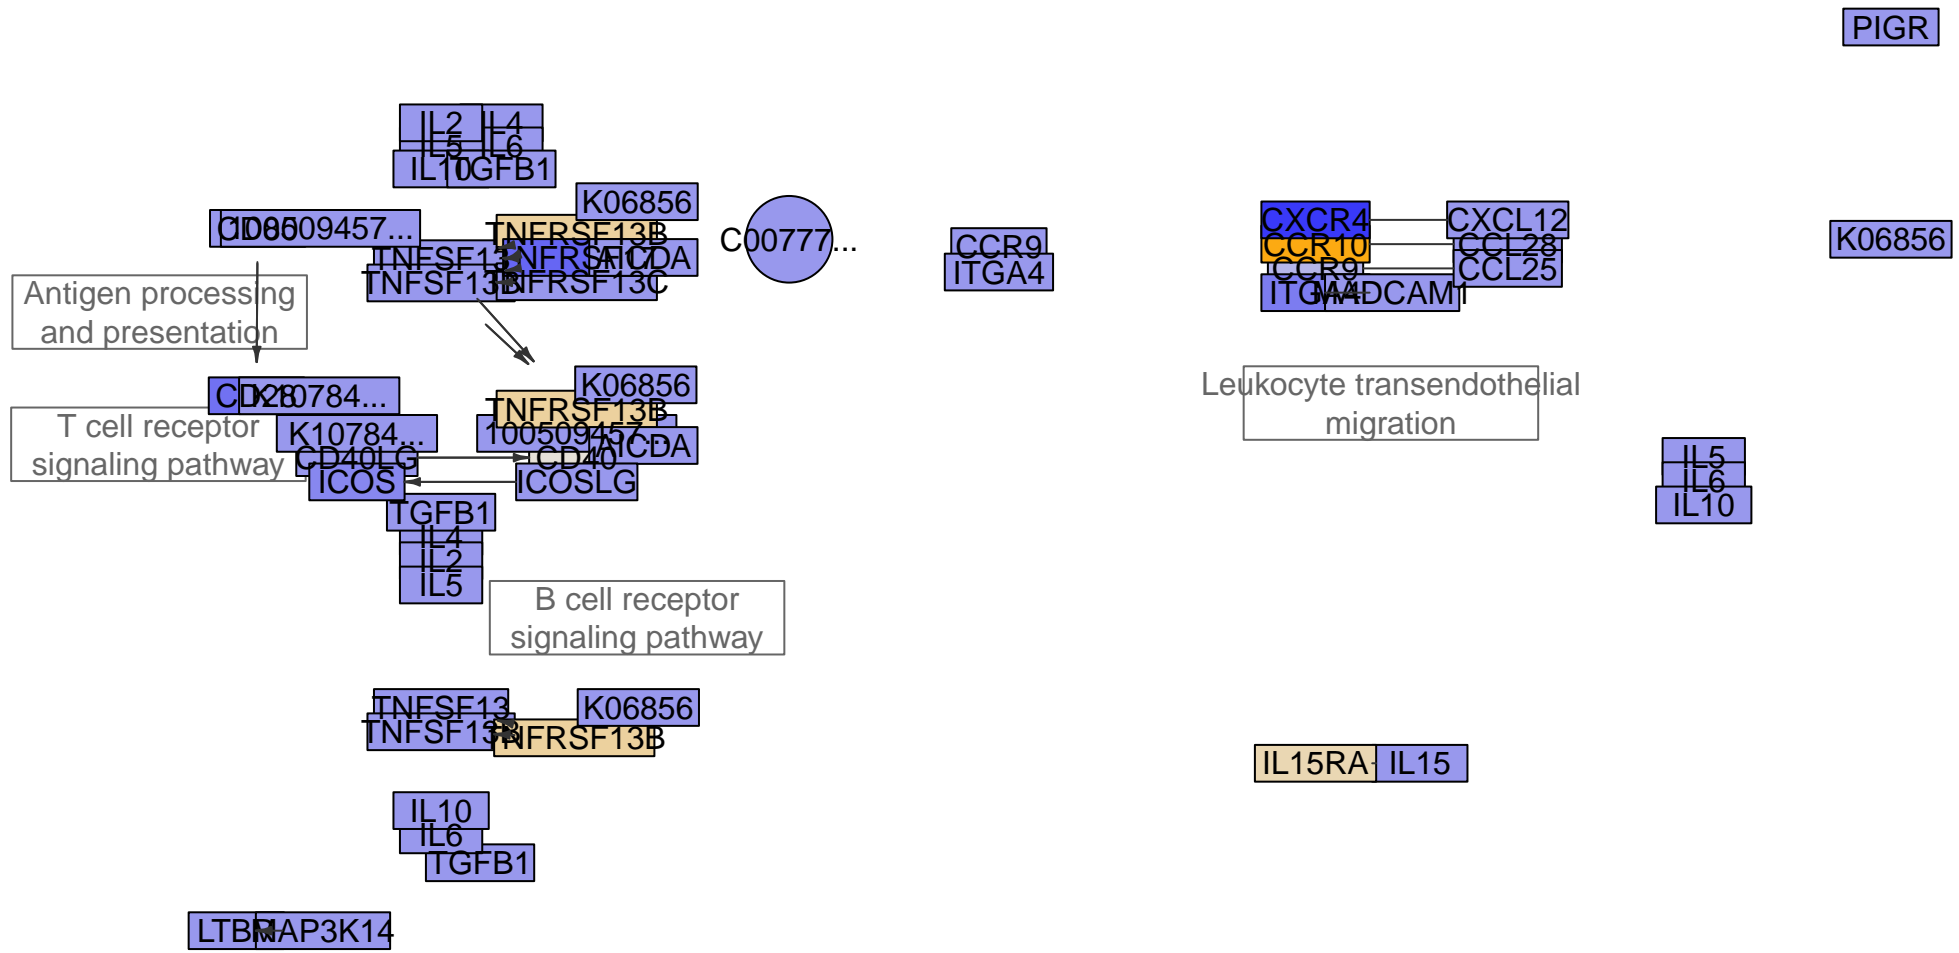 PIGR
IL2
IL4
IL5
IL6
IL10
TGFB1
K06856
CD80
100509457...
TNFRSF13B
TNFSF13
TNFRSF17
AICDA
TNFSF13B
TNFRSF13C
C00777...
CCR9
ITGA4
CXCR4
CXCL12
CCR10
CCL28
CCR9
CCL25
ITGA4
MADCAM1
K06856
Antigen processing
and presentation
CD28
K10784...
T cell receptor
signaling pathway
K10784...
CD40LG
ICOS
K06856
TNFRSF13B
100509457...
AICDA
CD40
ICOSLG
Leukocyte transendothelial
migration
IL5
IL6
IL10
TGFB1
IL4
IL2
IL5
B cell receptor
signaling pathway
TNFSF13
TNFSF13B
K06856
TNFRSF13B
IL15RA
IL15
IL10
IL6
TGFB1
LTBR
MAP3K14